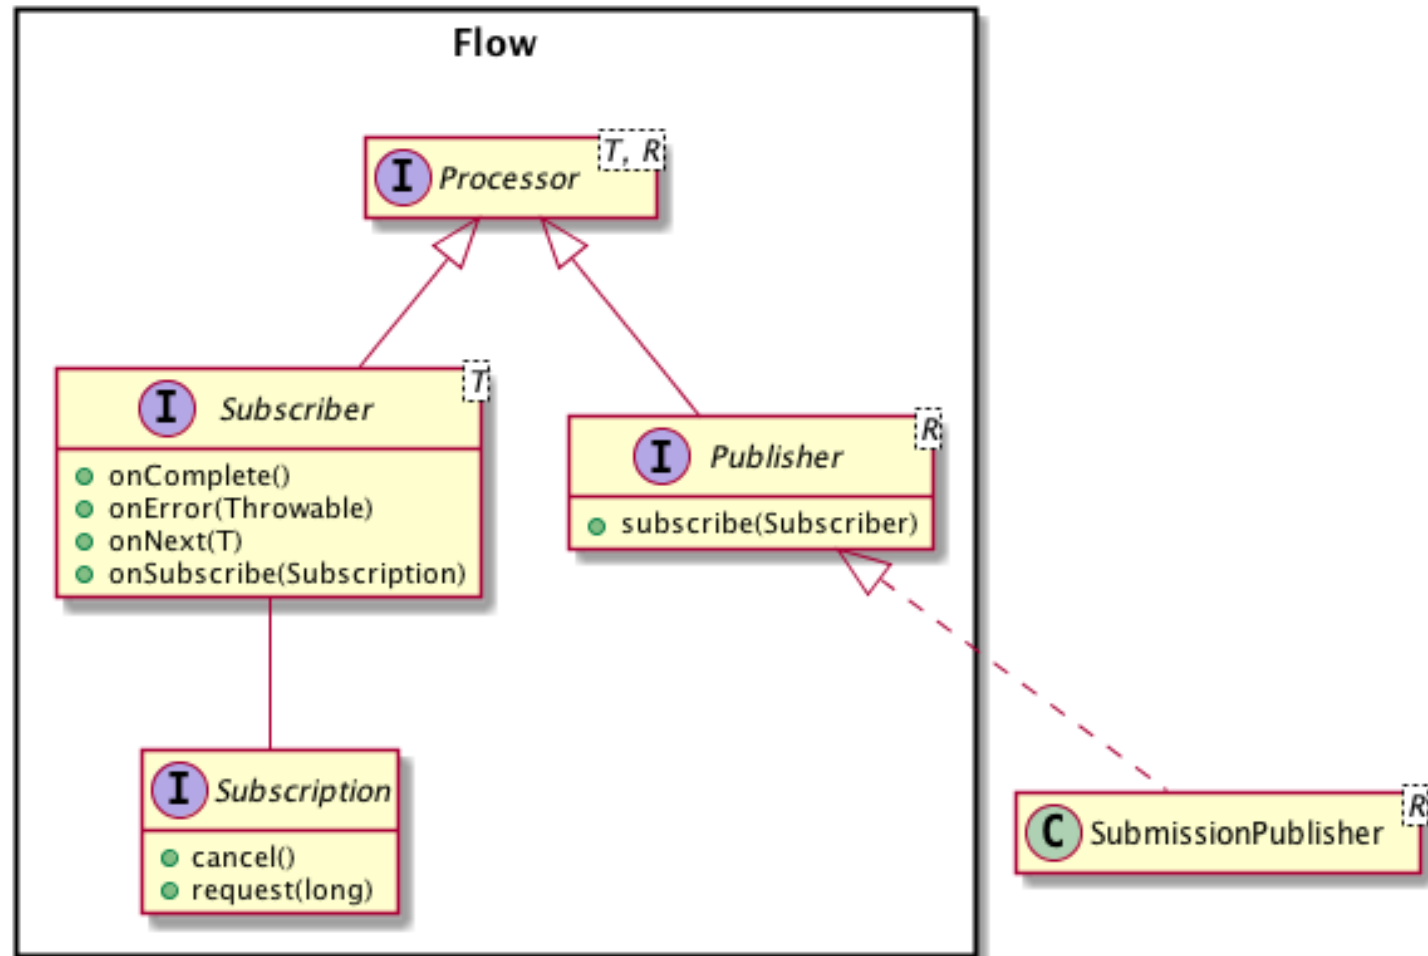 Flow
I Processor T, R
I Subscriber T
onComplete()
onError(Throwable)
onNext(T)
onSubscribe(Subscription)
I Publisher R
subscribe(Subscriber)
I Subscription
cancel()
request(long)
C SubmissionPublisher R